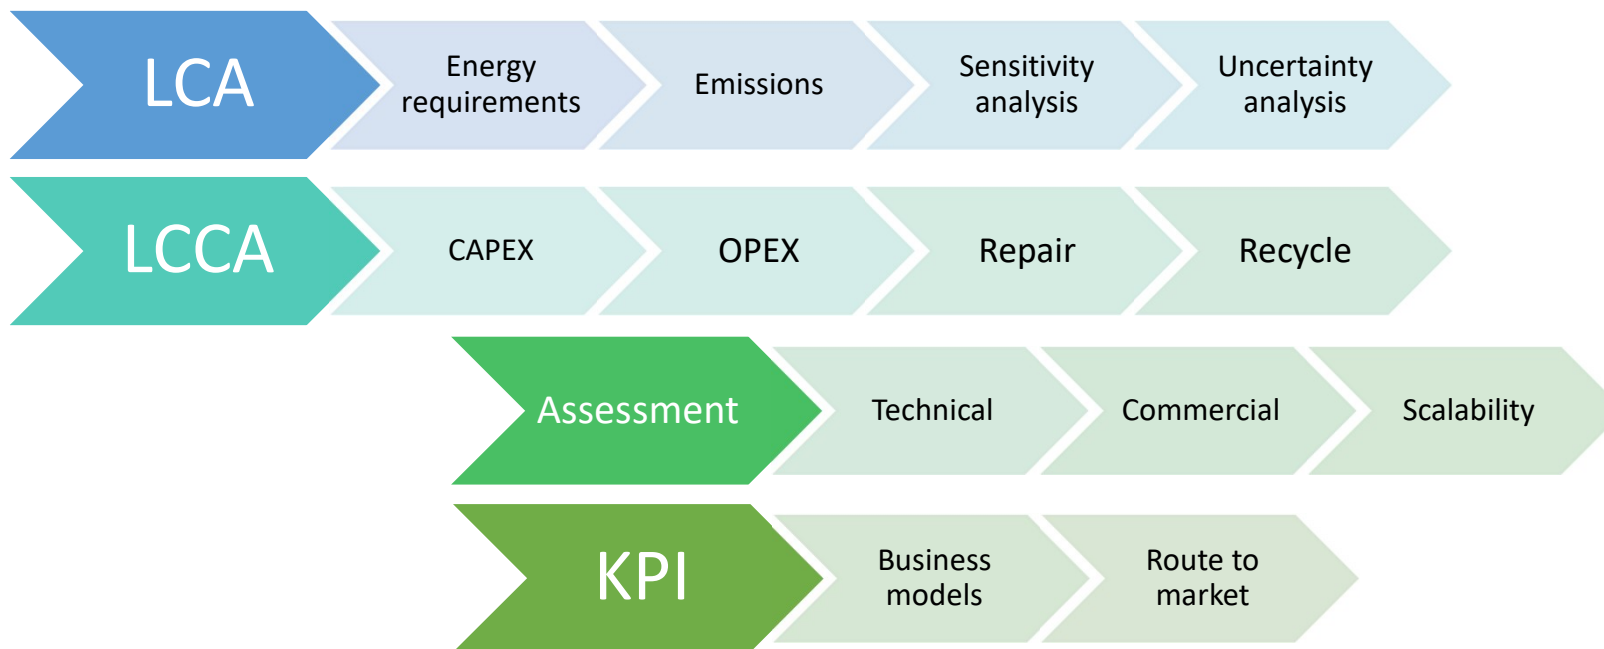 LCA
Energy
requirements
Emissions
Sensitivity
analysis
Uncertainty
analysis
LCCA
CAPEX
OPEX
Repair
Recycle
Assessment
Technical
Commercial
Scalability
KPI
Business
models
Route to
market